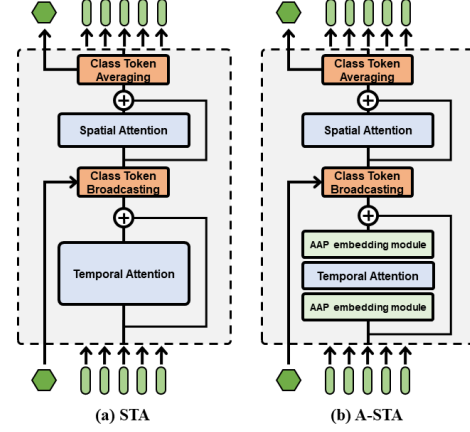 Class Token
Averaging
Spatial Attention
Class Token
Broadcasting
Temporal Attention
(a) STA
Class Token
Averaging
Spatial Attention
Class Token
Broadcasting
AAP embedding module
Temporal Attention
AAP embedding module
(b) A-STA